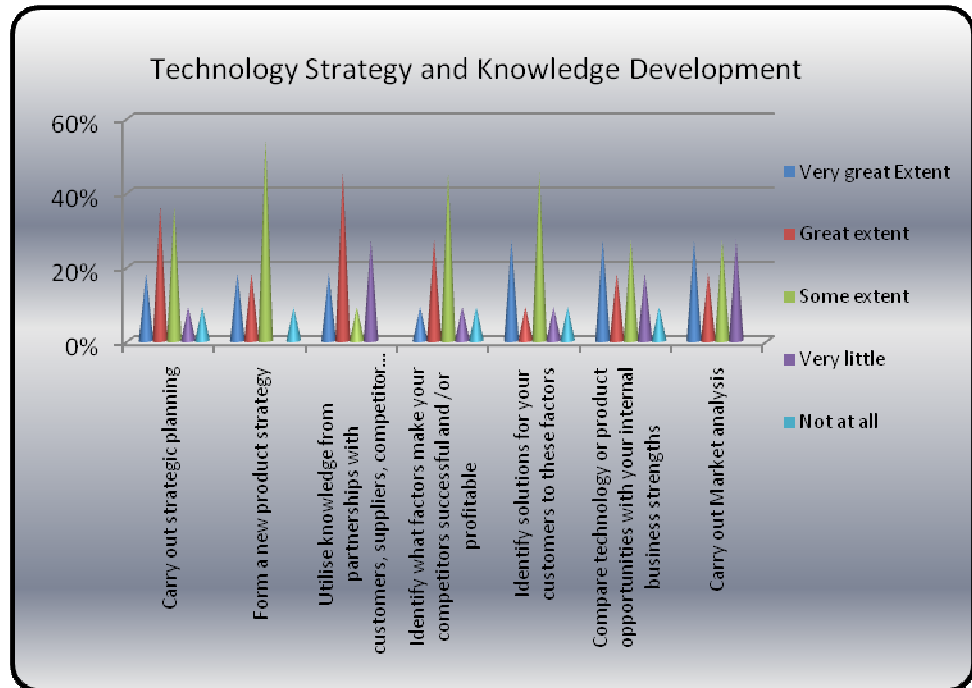 Technology Strategy and Knowledge Development
60%
40%
20%
0%
Very great Extent
Great extent
Some extent
Very little
Not at all
Carry out strategic planning
Form a new product strategy
Utilise knowledge from
partnerships with
customers, suppliers, competitor...
Identify what factors make your
competitors successful and /or
profitable
Identify solutions for your
customers to these factors
Compare technology or product
opportunities with your internal
business strengths
Carry out Market analysis